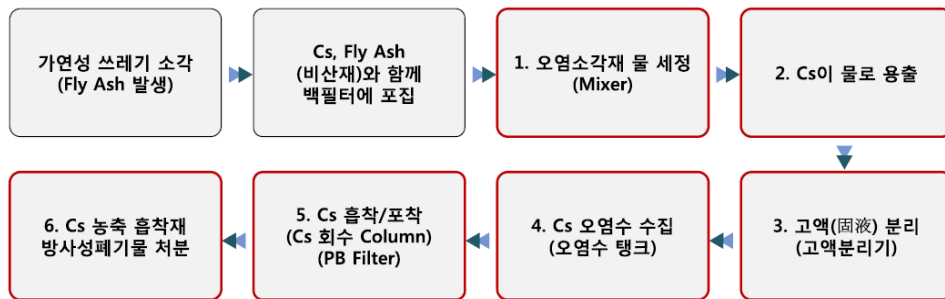 가연성 쓰레기 소각
(Fly Ash 발생)
Cs, Fly Ash
(비산재)와 함께
백필터에 포집
1. 오염소각재 물 세정
(Mixer)
2. Cs이 물로 용출
3. 고액(固液) 분리
(고액분리기)
4. Cs 오염수 수집
(오염수 탱크)
5. Cs 흡착/포착
(Cs 회수 Column)
(PB Filter)
6. Cs 농축 흡착재
방사성폐기물 처분